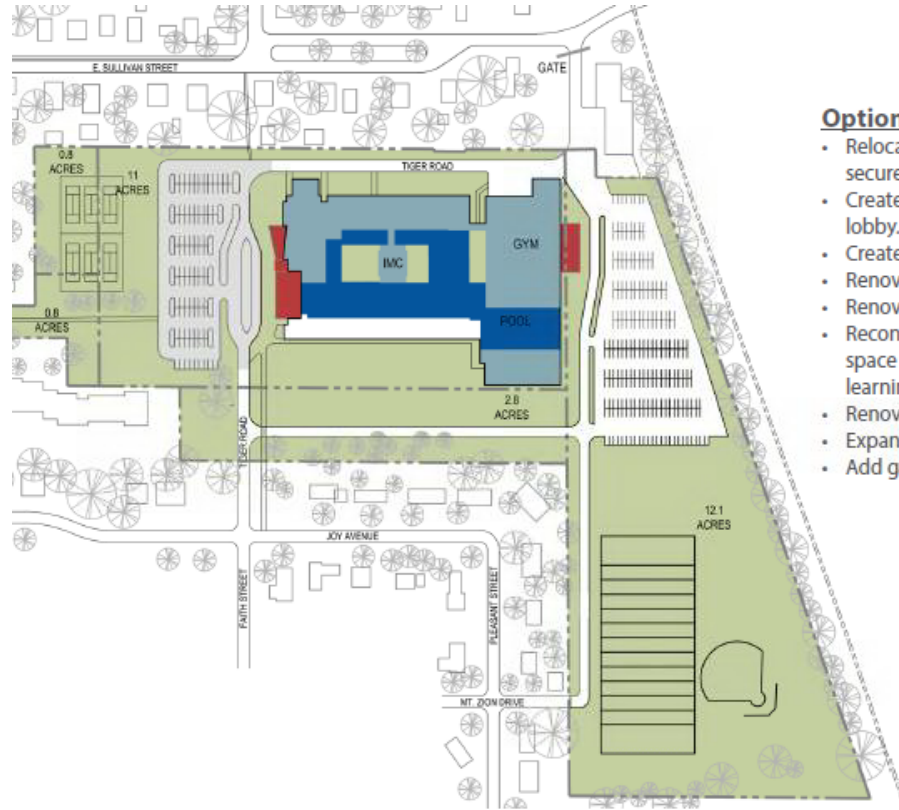 E. SULLIVAN STREET
GATE
0.8
ACRES
11
ACRES
TIGER ROAD
GYM
IMC
POOL
0.8
ACRES
2.8
ACRES
TIGER ROAD
12.1
ACRES
JOY AVENUE
FAITH STREET
PLEASANT STREET
MT. ZION DRIVE
Option
• Reloca
secure
• Create
lobby.
• Create
• Renov
• Renov
• Recon
space
learnin
• Renov
• Expan
• Add g